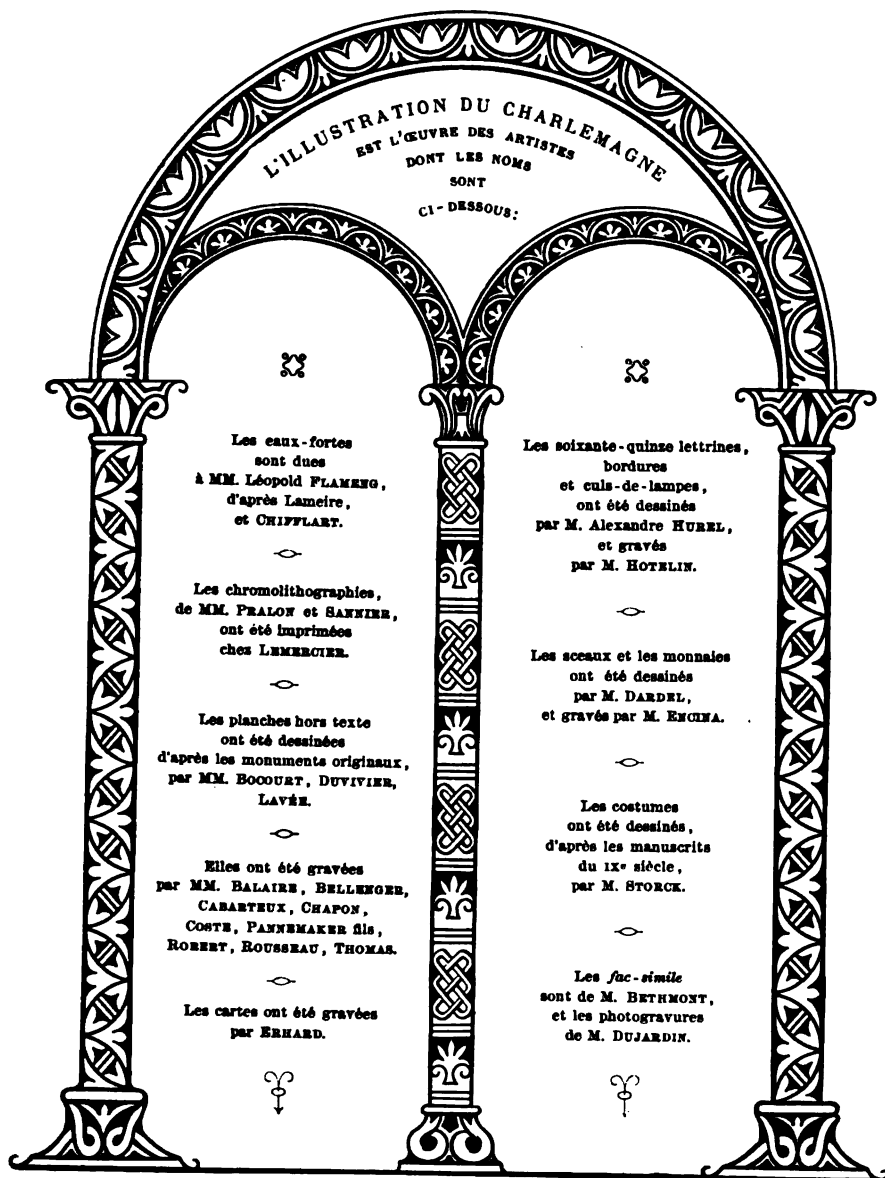 L'ILLUSTRATION DU CHARLEMAGNE
EST L'ŒUVRE DES ARTISTES
DONT LES NOMS
SONT
CI-DESSOUS:
Les eaux-fortes
sont dues
à MM. Léopold FLAMENG,
d'après Lameire,
et CHIFFLART.
Les chromolithographies,
de MM. PRALON et SANNIER,
ont été imprimées
chez LEMERCIER.
Les planches hors texte
ont été dessinées
d'après les monuments originaux,
par MM. BOCOURT, DUVIVIER,
LAVÉE.
Elles ont été gravées
par MM. BALAIRE, BELLENGER,
CABARTEUX, CHAPON,
COSTE, PANNEMAKER fils,
ROBERT, ROUSSEAU, THOMAS.
Les cartes ont été gravées
par ERHARD.
Les soixante-quinze lettrines,
bordures
et culs-de-lampes,
ont été dessinés
par M. Alexandre HUREL,
et gravés
par M. HOTELIN.
Les sceaux et les monnaies
ont été dessinés
par M. DARDEL,
et gravés par M. ENCINA.
Les costumes
ont été dessinés,
d'après les manuscrits
du IXe siècle,
par M. STORCK.
Les fac-simile
sont de M. BETHMONT,
et les photogravures
de M. DUJARDIN.